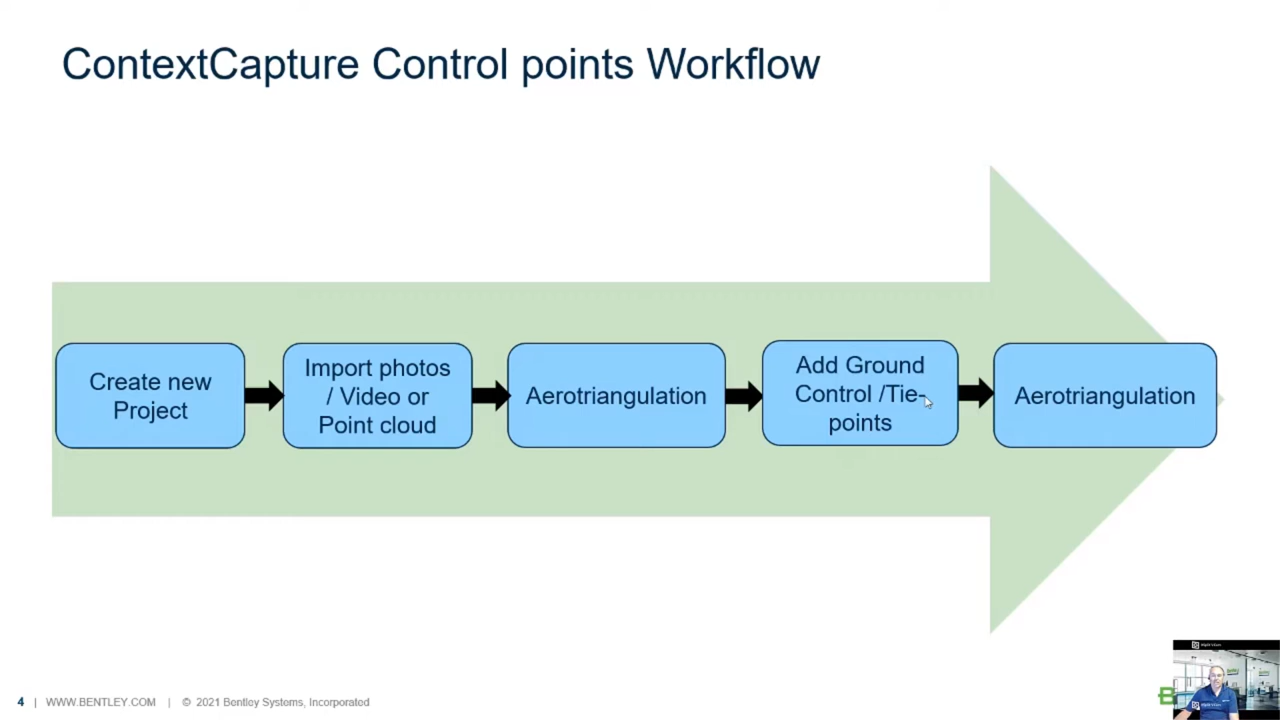 ContextCapture Control points Workflow
Create new
Project
Import photos
/ Video or
Point cloud
Aerotriangulation
Add Ground
Control /Tie-
points
Aerotriangulation
4 | WWW.BENTLEY.COM | © 2021 Bentley Systems, Incorporated
B